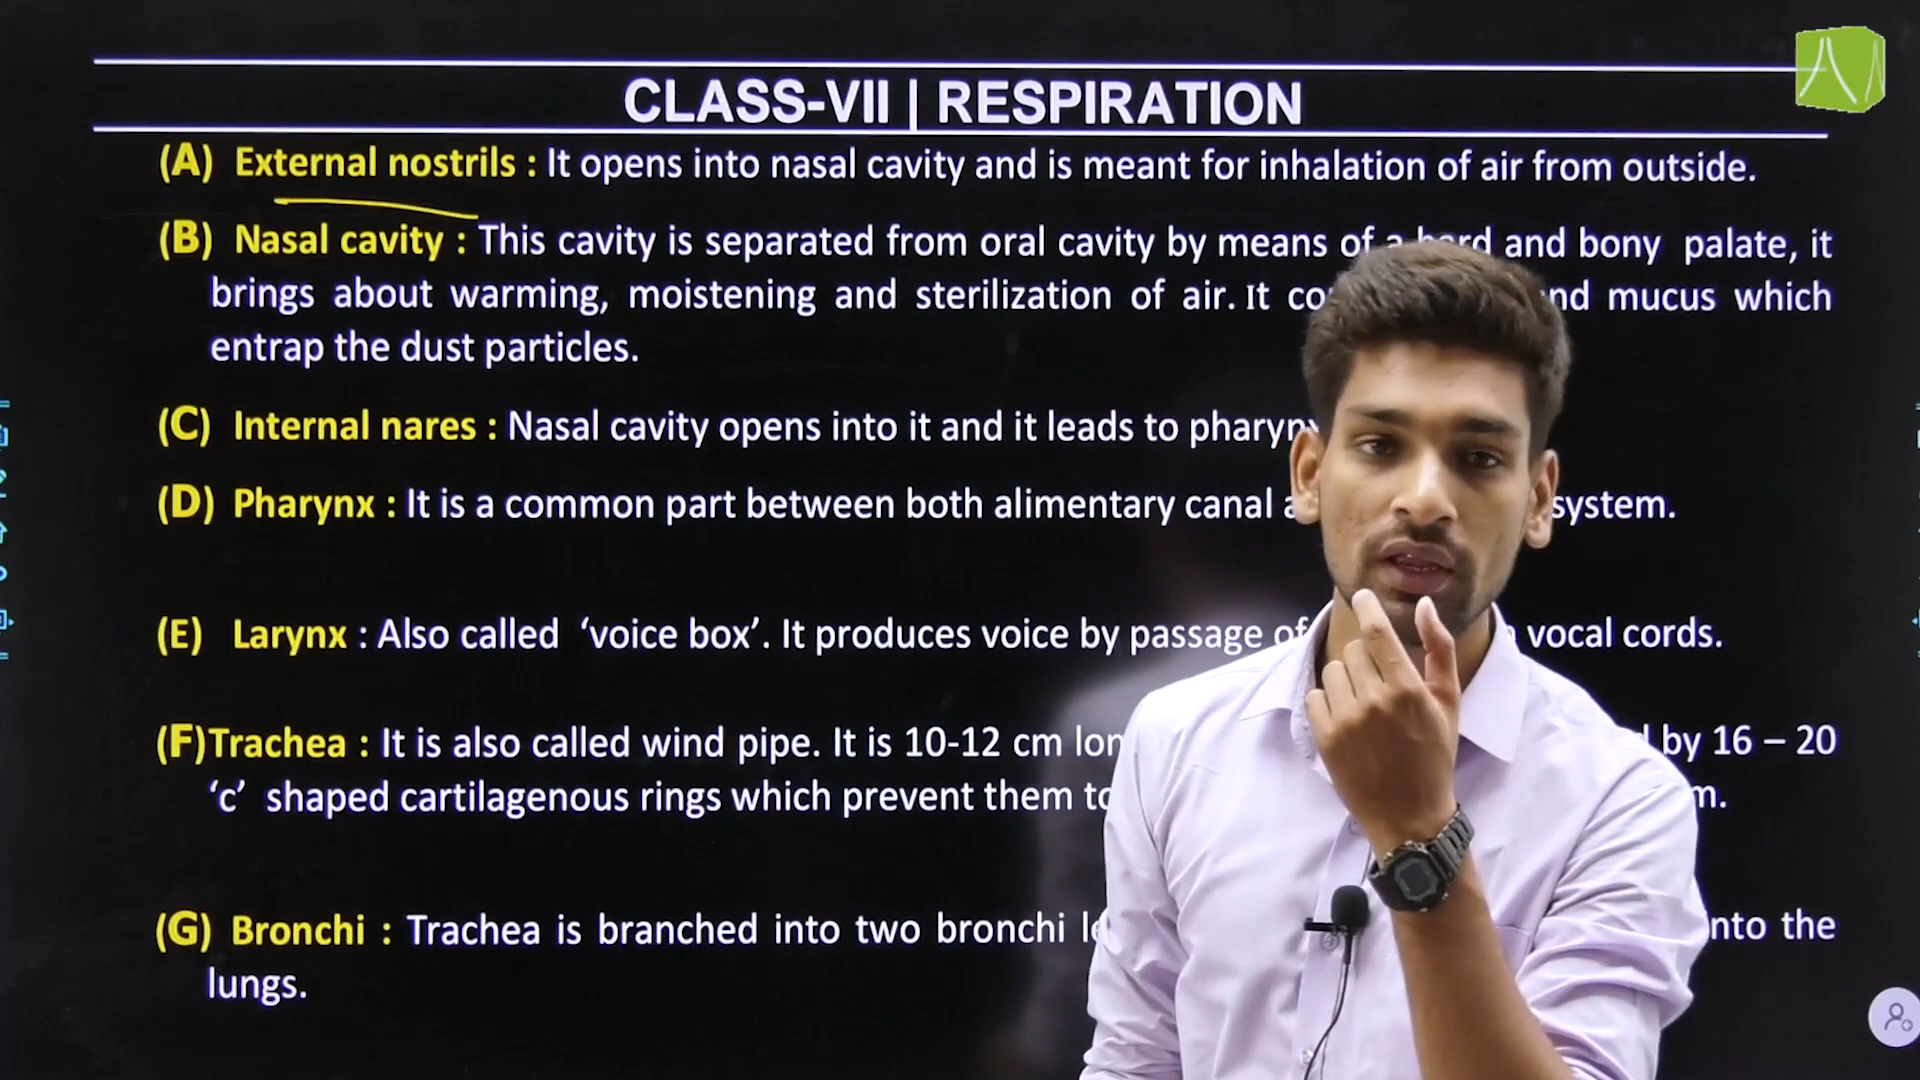 CLASS-VII | RESPIRATION
(A) External nostrils : It opens into nasal cavity and is meant for inhalation of air from outside.
(B) Nasal cavity : This cavity is separated from oral cavity by means of a hard and bony palate, it
brings about warming, moistening and sterilization of air. It and mucus which
entrap the dust particles.
(C) Internal nares : Nasal cavity opens into it and it leads to pharynx
(D) Pharynx : It is a common part between both alimentary canal system.
(E) Larynx : Also called ‘voice box’. It produces voice by passage of vocal cords.
(F)Trachea : It is also called wind pipe. It is 10-12 cm long by 16 – 20
‘c’ shaped cartilagenous rings which prevent them to
(G) Bronchi : Trachea is branched into two bronchi into the
lungs.